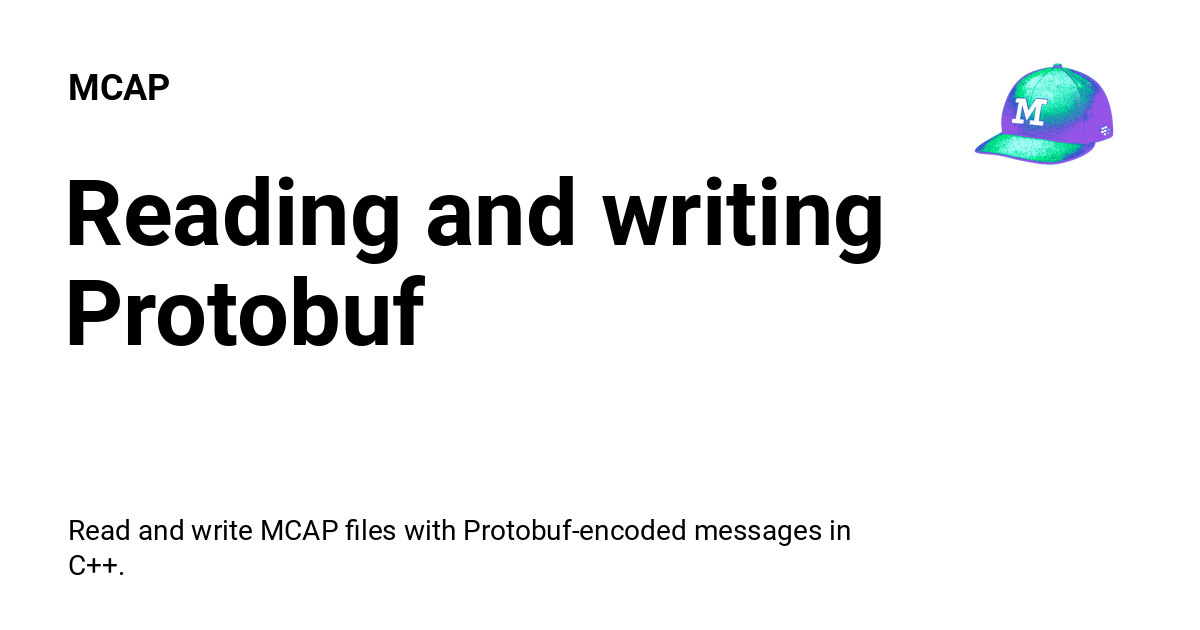 MCAP
M
Reading and writing
Protobuf
Read and write MCAP files with Protobuf-encoded messages in
C++.